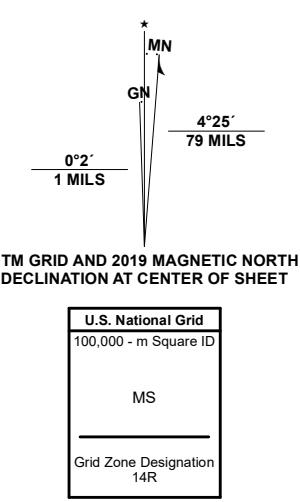 ★
MN
GN
4°25´
79 MILS
0°2´
1 MILS
TM GRID AND 2019 MAGNETIC NORTH
DECLINATION AT CENTER OF SHEET
U.S. National Grid
100,000 - m Square ID
MS
Grid Zone Designation
14R